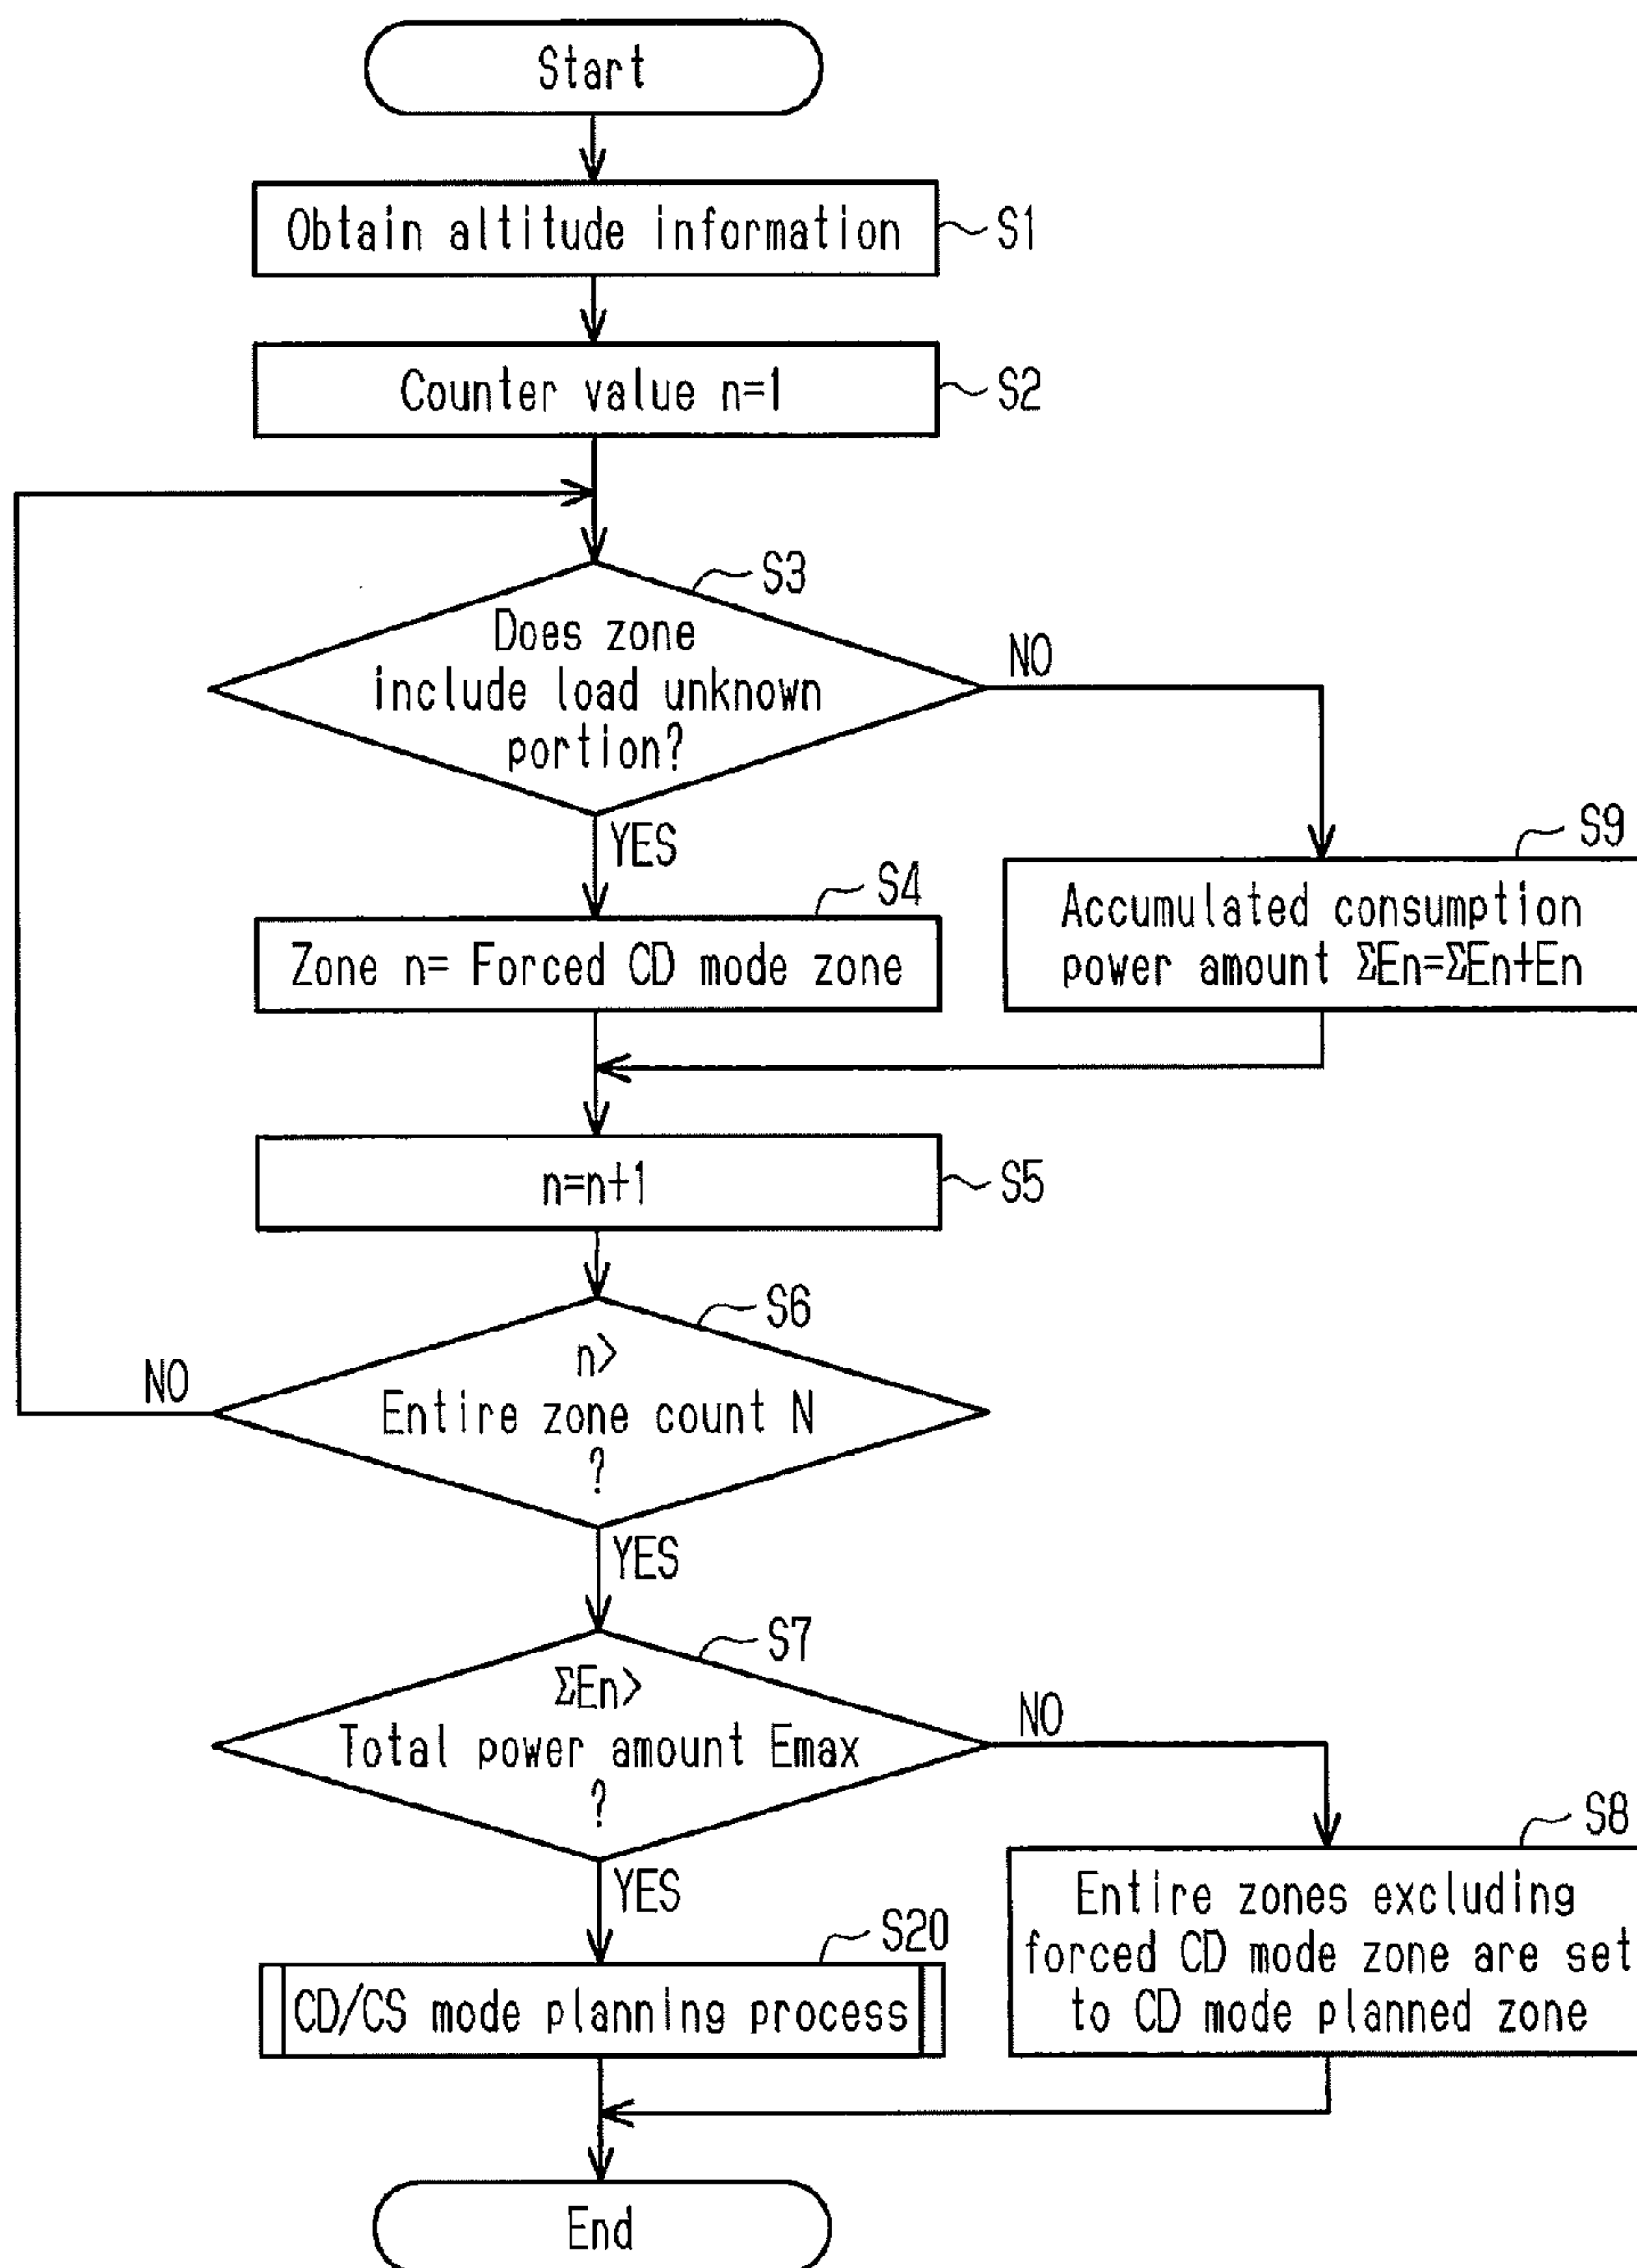 Start
Obtain altitude information
S1
Counter value n=1
S2
S3
Does zone
include load unknown
portion?
NO
YES
S9
Accumulated consumption
power amount ΣEn=ΣEn+En
S4
Zone n= Forced CD mode zone
n=n+1
S5
S6
n>
Entire zone count N
?
NO
YES
S7
ΣEn>
Total power amount Emax
?
NO
YES
S8
Entire zones excluding
forced CD mode zone are set
to CD mode planned zone
S20
CD/CS mode planning process
End